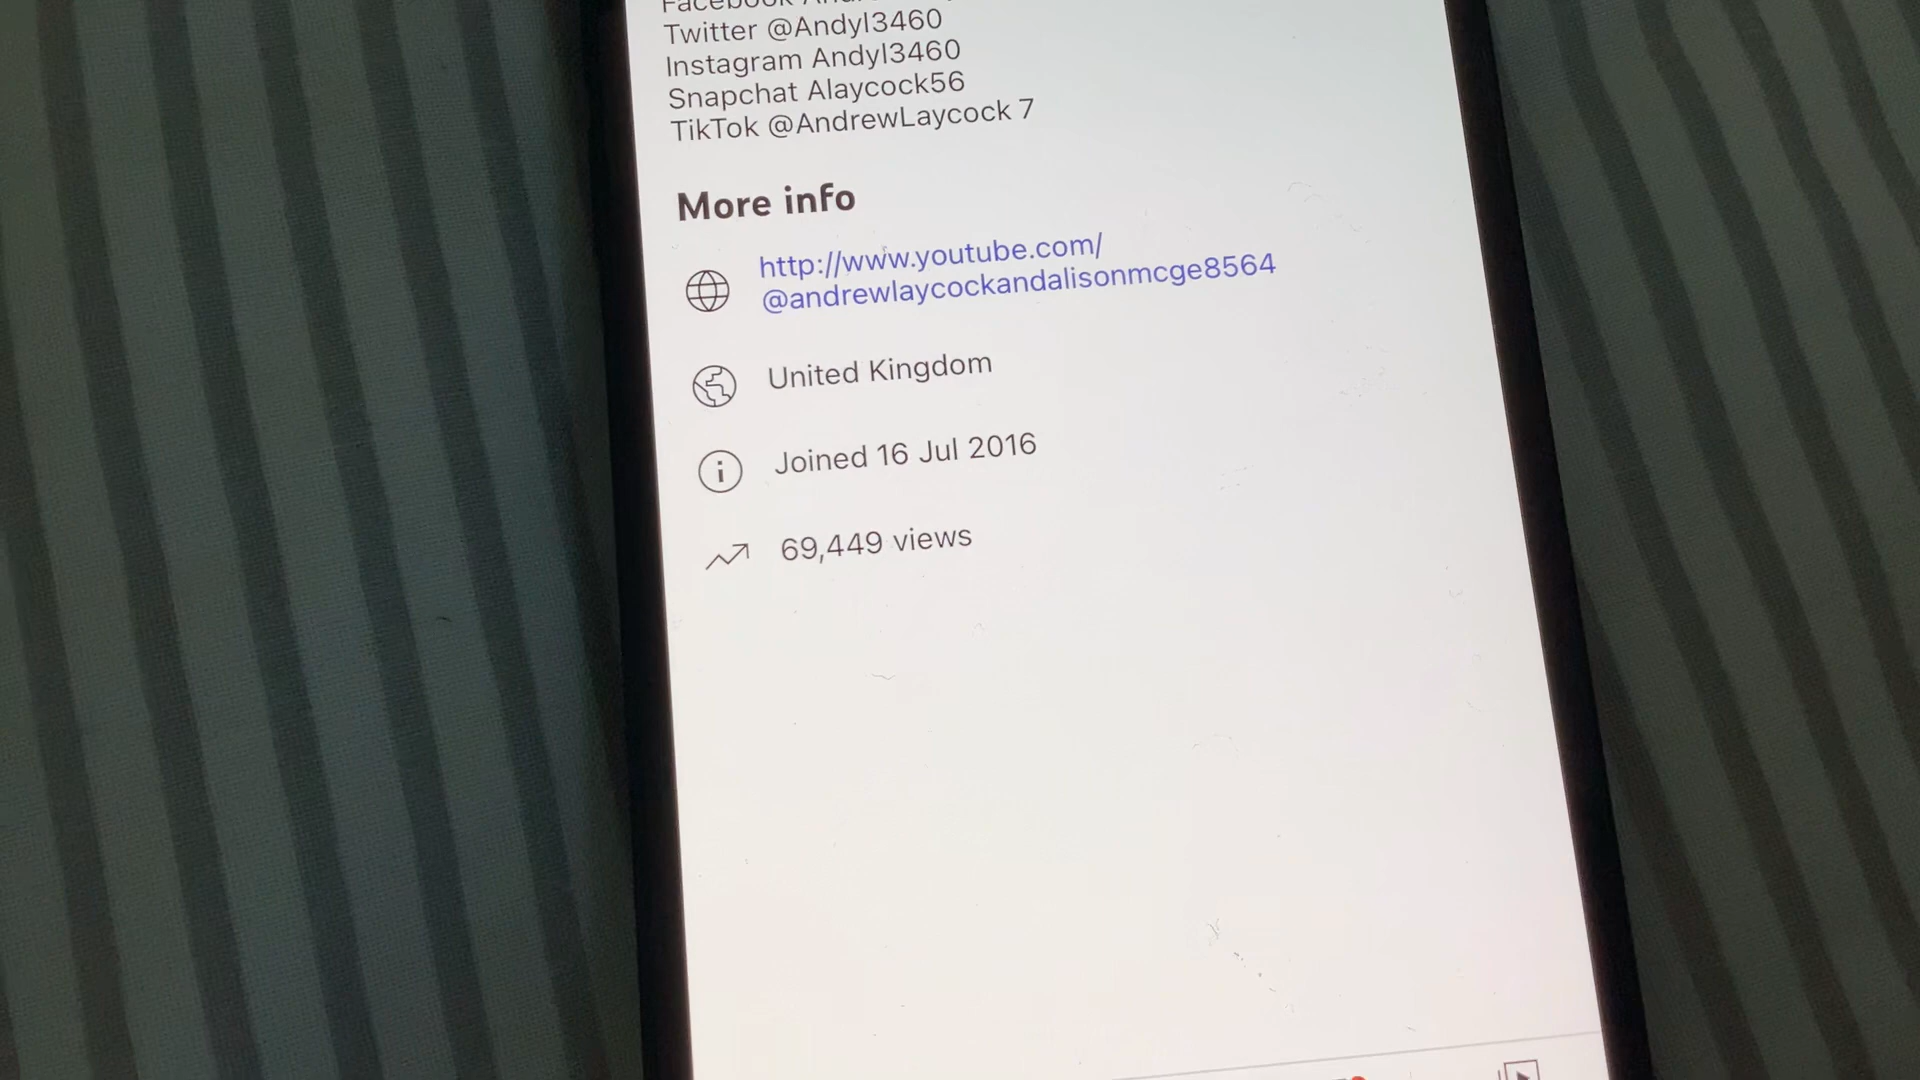 Facebook
Twitter @Andyl3460
Instagram Andyl3460
Snapchat Alaycock56
TikTok @AndrewLaycock 7
More info
http://www.youtube.com/
@andrewlaycockandalisonmcge8564
United Kingdom
Joined 16 Jul 2016
69,449 views